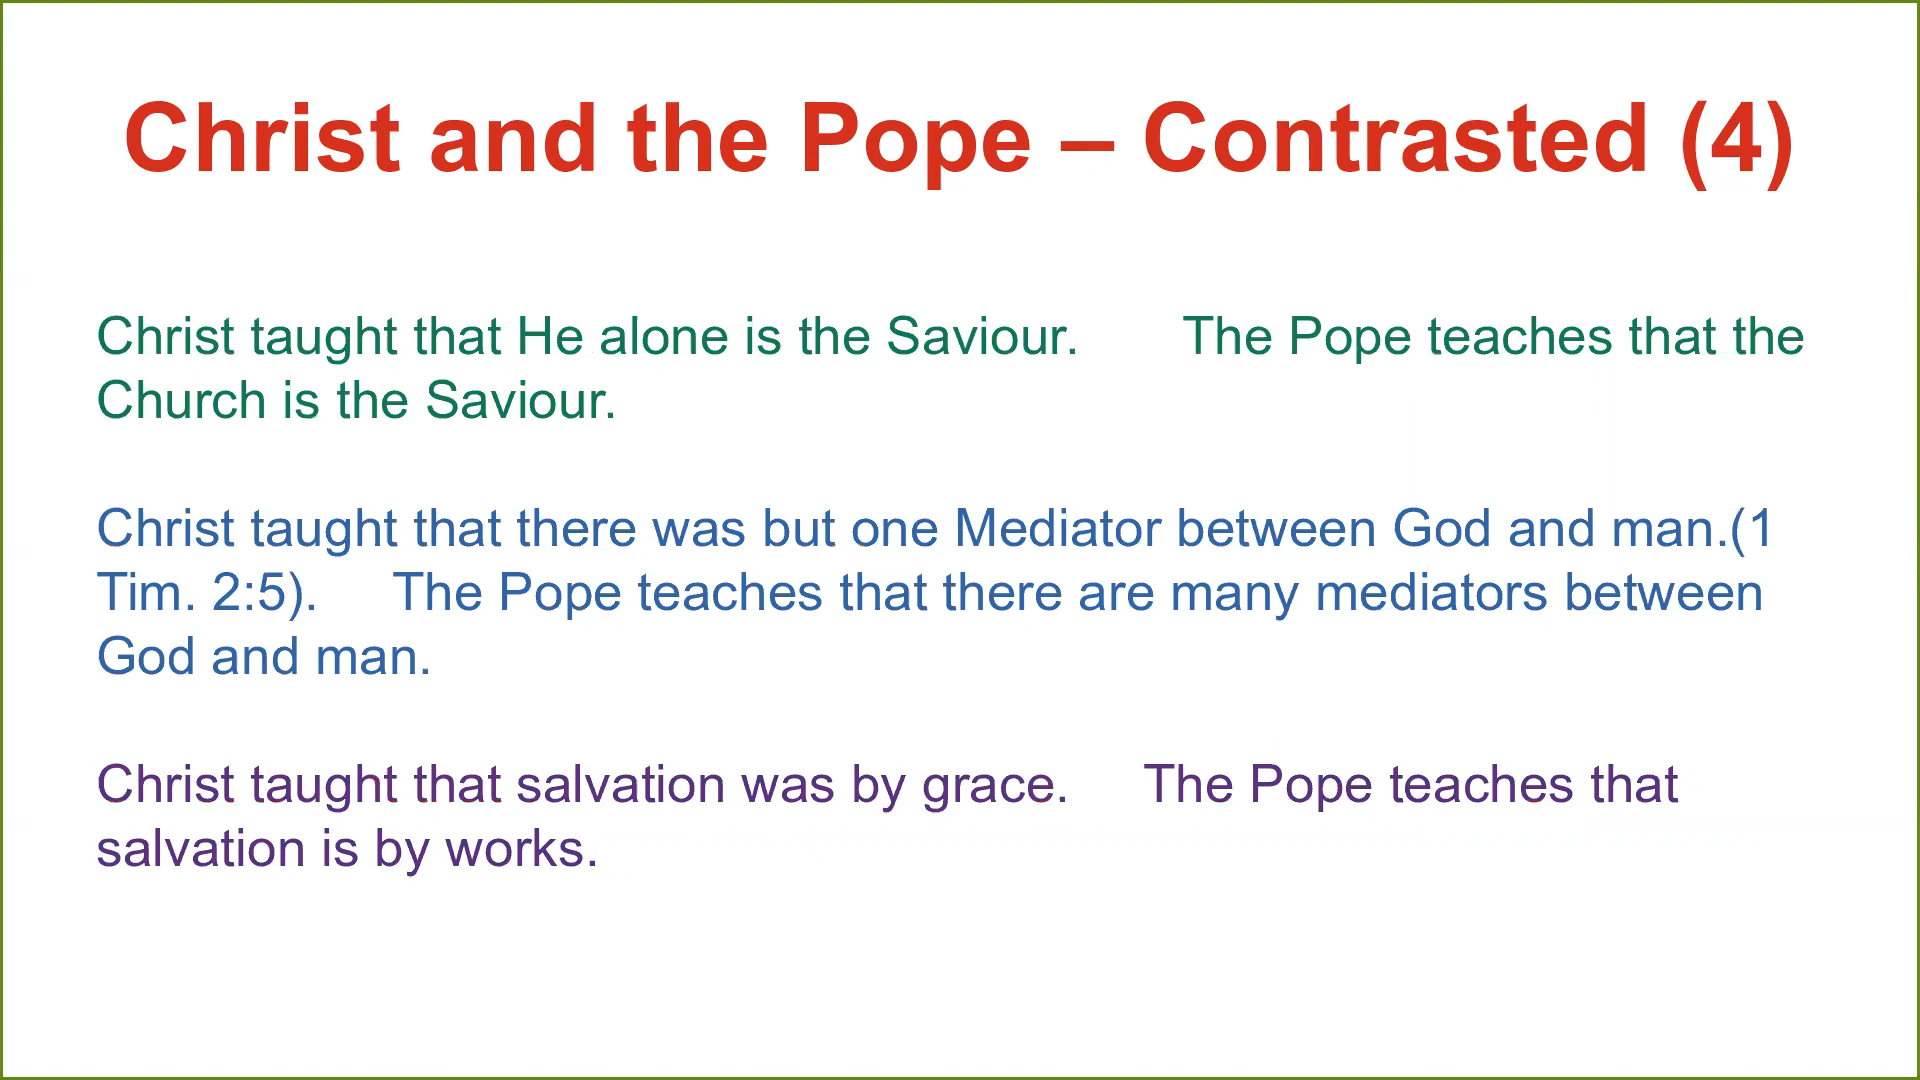 Christ and the Pope – Contrasted (4)
Christ taught that He alone is the Saviour. The Pope teaches that the
Church is the Saviour.
Christ taught that there was but one Mediator between God and man.(1
Tim. 2:5). The Pope teaches that there are many mediators between
God and man.
Christ taught that salvation was by grace. The Pope teaches that
salvation is by works.